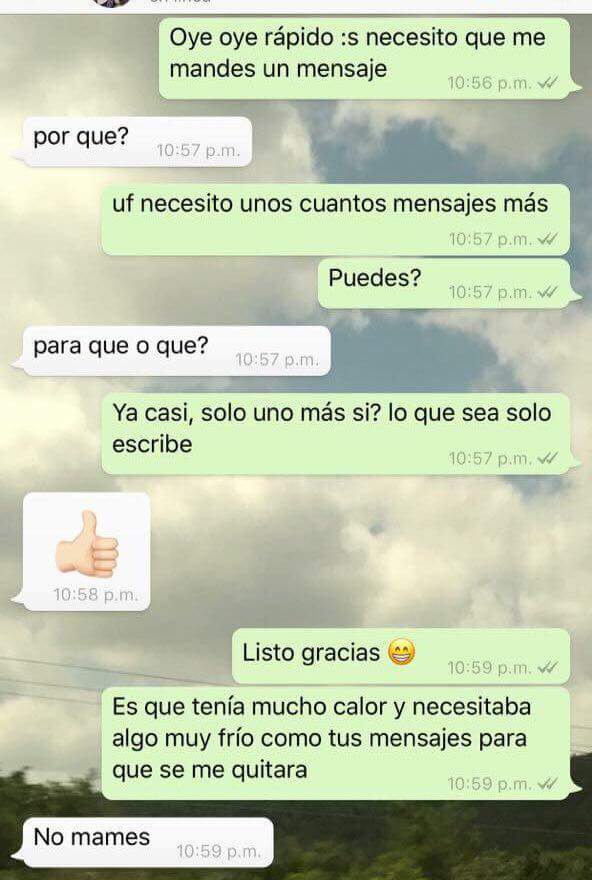 Oye oye rápido :s necesito que me
mandes un mensaje
10:56 p.m.
por que?
10:57 p.m.
uf necesito unos cuantos mensajes más
10:57 p.m.
Puedes?
10:57 p.m.
para que o que?
10:57 p.m.
Ya casi, solo uno más si? lo que sea solo
escribe
10:57 p.m.
10:58 p.m.
Listo gracias 😁
10:59 p.m.
Es que tenía mucho calor y necesitaba
algo muy frío como tus mensajes para
que se me quitara
10:59 p.m.
No mames
10:59 p.m.